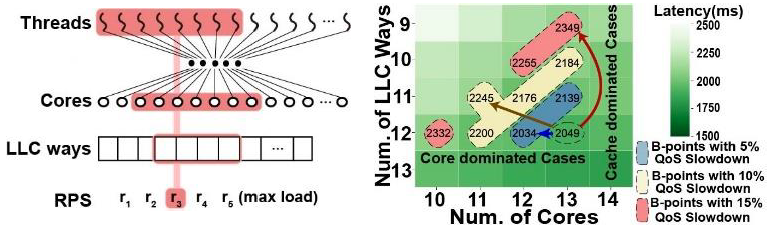 Threads
...
Cores
...
LLC ways
...
RPS r1 r2 r3 r4 r5 (max load)
Num. of LLC Ways
9
10
11
12
13
2349
2255
2184
2245
2176
2139
2332
2200
2034
2049
Core dominated Cases
Cache dominated Cases
10 11 12 13 14
Num. of Cores
Latency(ms)
2500
2250
2000
1750
1500
B-points with 5%
QoS Slowdown
B-points with 10%
QoS Slowdown
B-points with 15%
QoS Slowdown